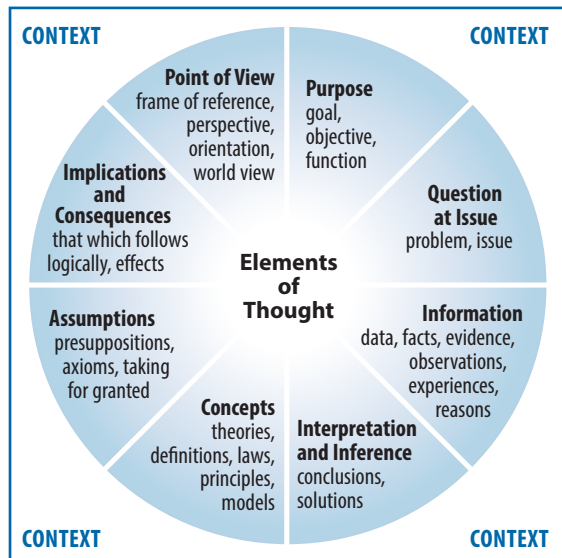 CONTEXT
CONTEXT
Point of View
frame of reference,
perspective,
orientation,
world view
Purpose
goal,
objective,
function
Question
at Issue
problem, issue
Information
data, facts, evidence,
observations,
experiences,
reasons
Interpretation
and Inference
conclusions,
solutions
Concepts
theories,
definitions, laws,
principles,
models
Assumptions
presuppositions,
axioms, taking
for granted
Implications
and
Consequences
that which follows
logically, effects
Elements
of
Thought
CONTEXT
CONTEXT